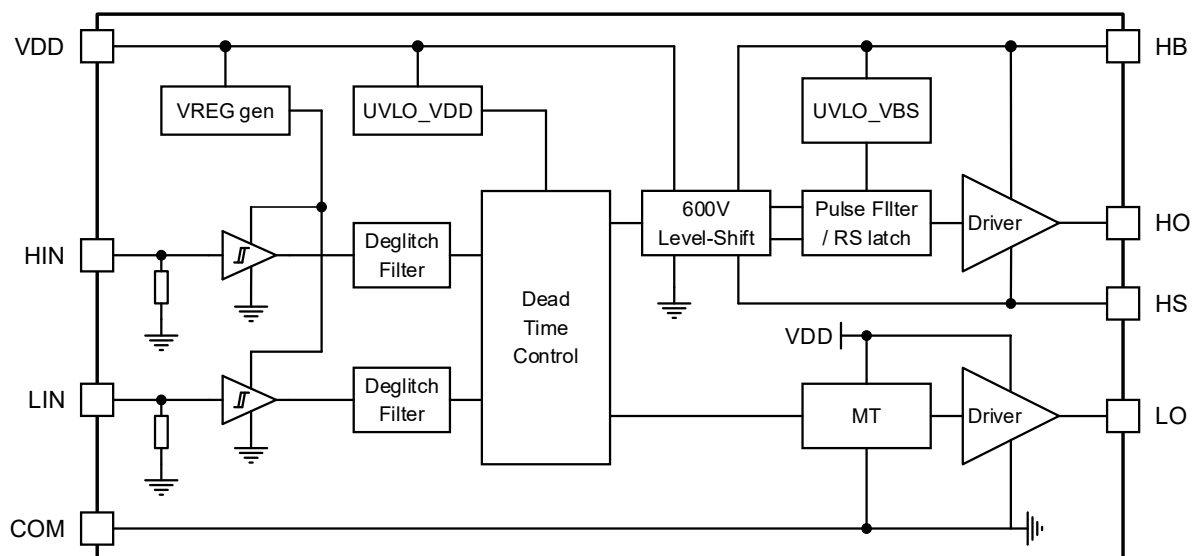 VDD
HB
VREG gen
UVLO_VDD
UVLO_VBS
600V
Level-Shift
Pulse FIlter
/ RS latch
Driver
HO
HIN
Deglitch
Filter
Dead
Time
Control
HS
VDD
LIN
Deglitch
Filter
MT
Driver
LO
COM